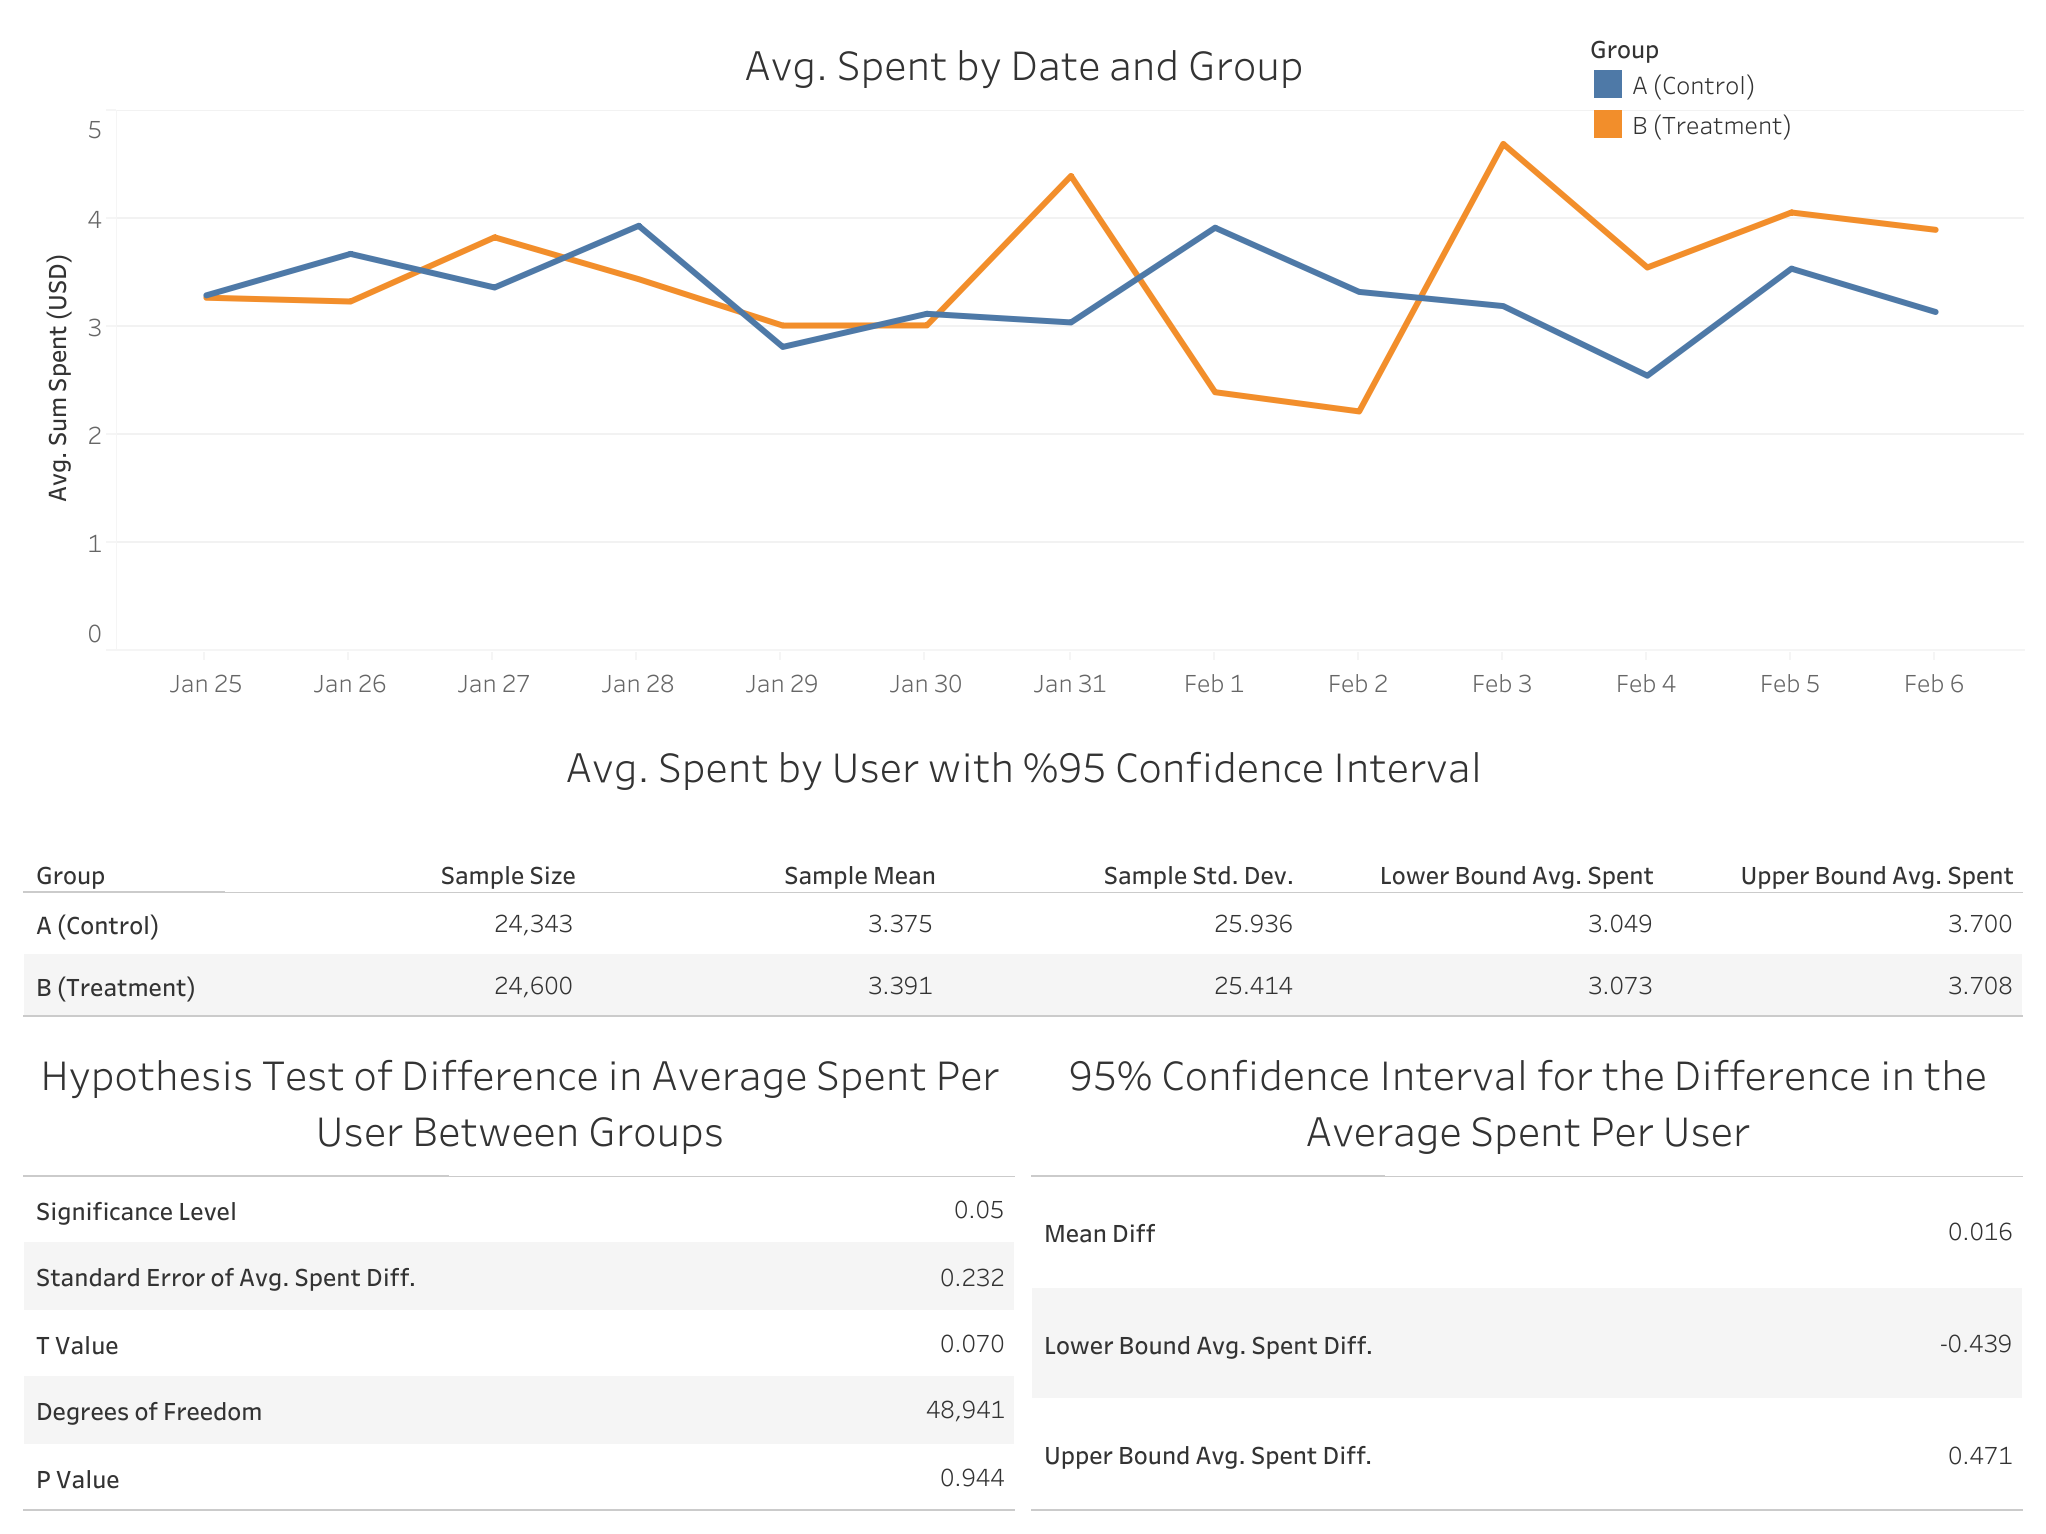 Avg. Spent by Date and Group
Group
A (Control)
B (Treatment)
Avg. Sum Spent (USD)
5
4
3
2
1
0
Jan 25 Jan 26 Jan 27 Jan 28 Jan 29 Jan 30 Jan 31 Feb 1 Feb 2 Feb 3 Feb 4 Feb 5 Feb 6
Avg. Spent by User with %95 Confidence Interval
Group Sample Size Sample Mean Sample Std. Dev. Lower Bound Avg. Spent Upper Bound Avg. Spent
A (Control) 24,343 3.375 25.936 3.049 3.700
B (Treatment) 24,600 3.391 25.414 3.073 3.708
Hypothesis Test of Difference in Average Spent Per
User Between Groups
Significance Level 0.05
Standard Error of Avg. Spent Diff. 0.232
T Value 0.070
Degrees of Freedom 48,941
P Value 0.944
95% Confidence Interval for the Difference in the
Average Spent Per User
Mean Diff 0.016
Lower Bound Avg. Spent Diff. -0.439
Upper Bound Avg. Spent Diff. 0.471